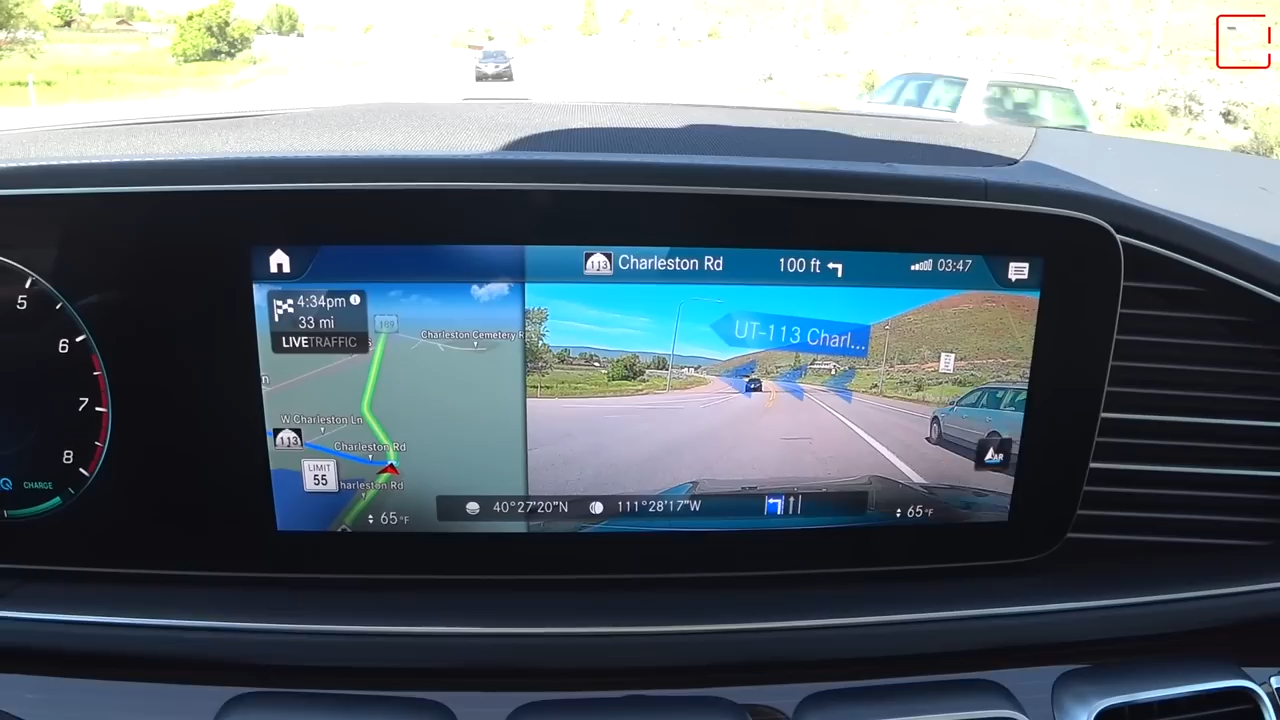 5
6
7
8
CHARGE
113
Charleston Rd
100 ft
03:47
4:34pm
33 mi
LIVETRAFFIC
189
Charleston Cemetery R
UT-113 Charl...
W Charleston Ln
113
Charleston Rd
LIMIT
55
harleston Rd
AR
40°27'20"N
111°28'17"W
65°F
65°F